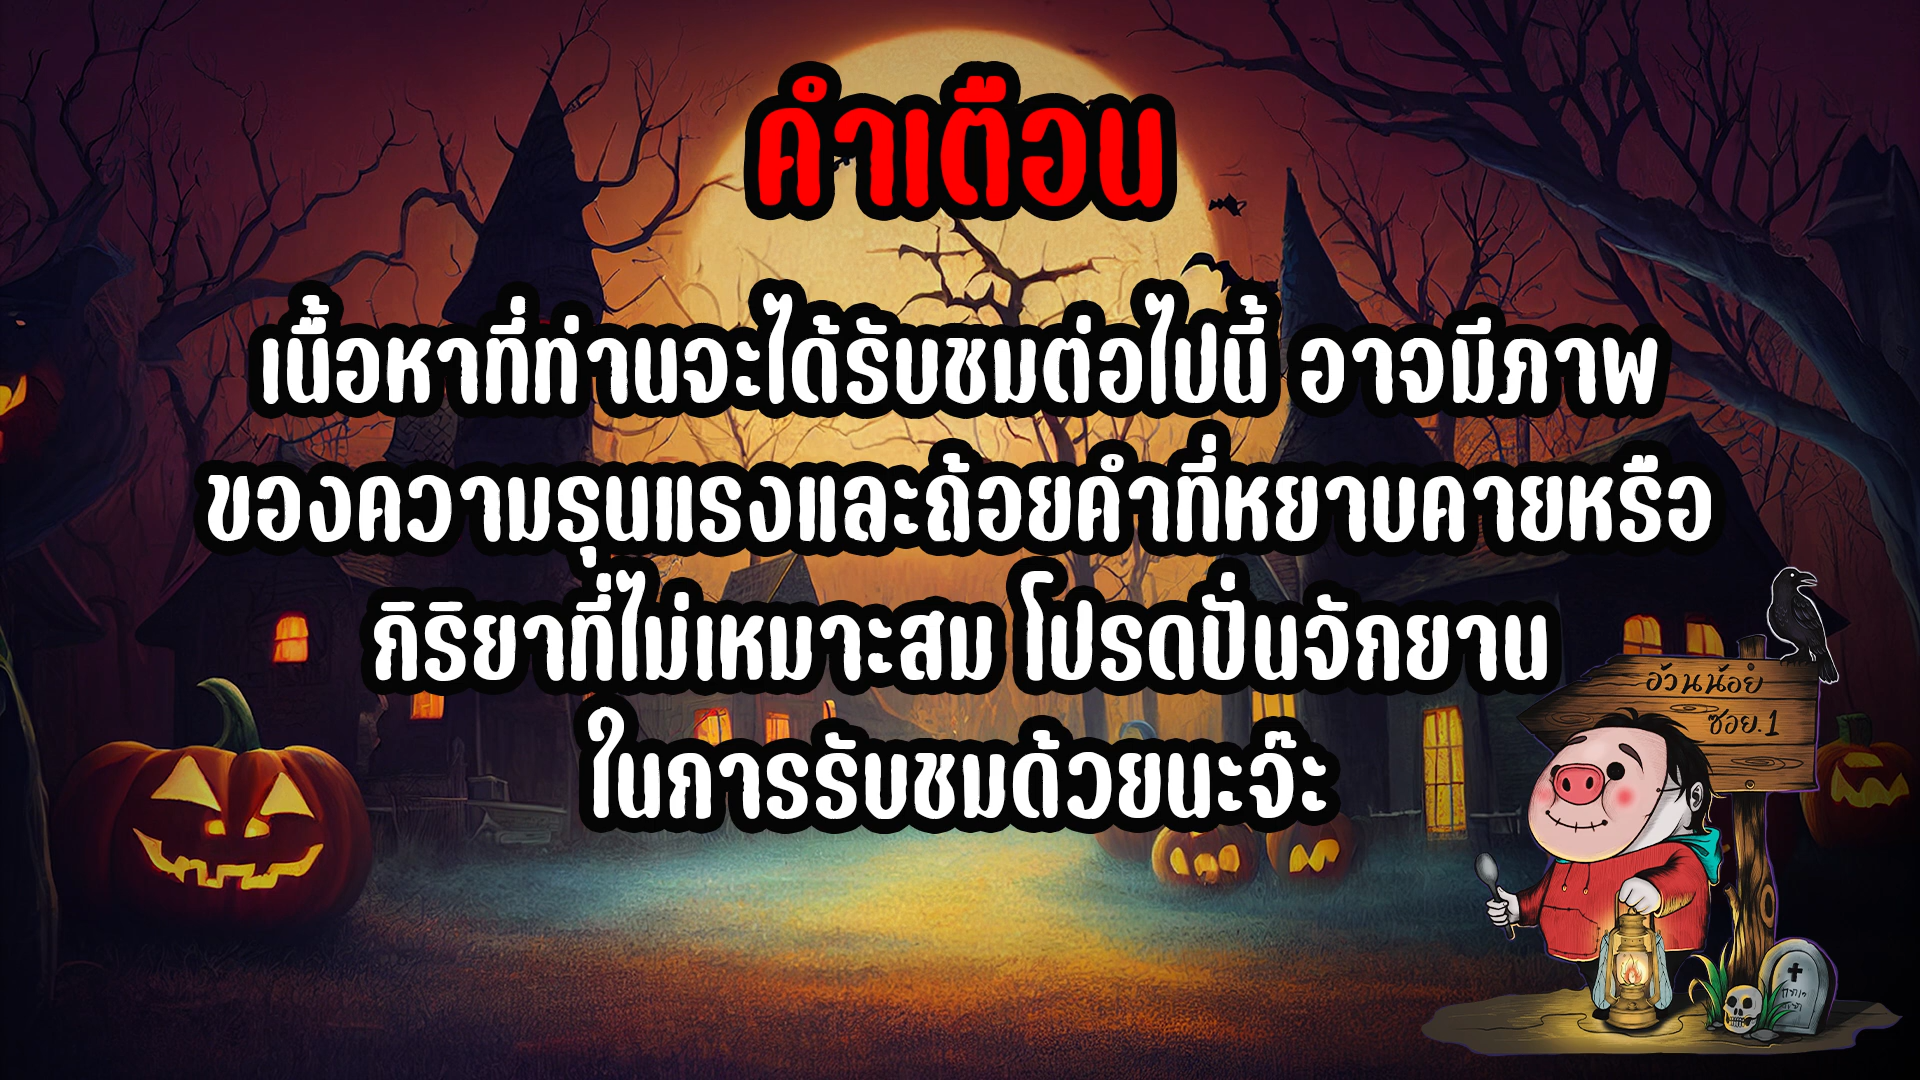 คำเตือน
เนื้อหาที่ท่านจะได้รับชมต่อไปนี้ อาจมีภาพ
ของความรุนแรงและถ้อยคำที่หยาบคายหรือ
กิริยาที่ไม่เหมาะสม โปรดปั่นจักยาน
ในการรับชมด้วยนะจ๊ะ
อ้วนน้อย
ซอย.1